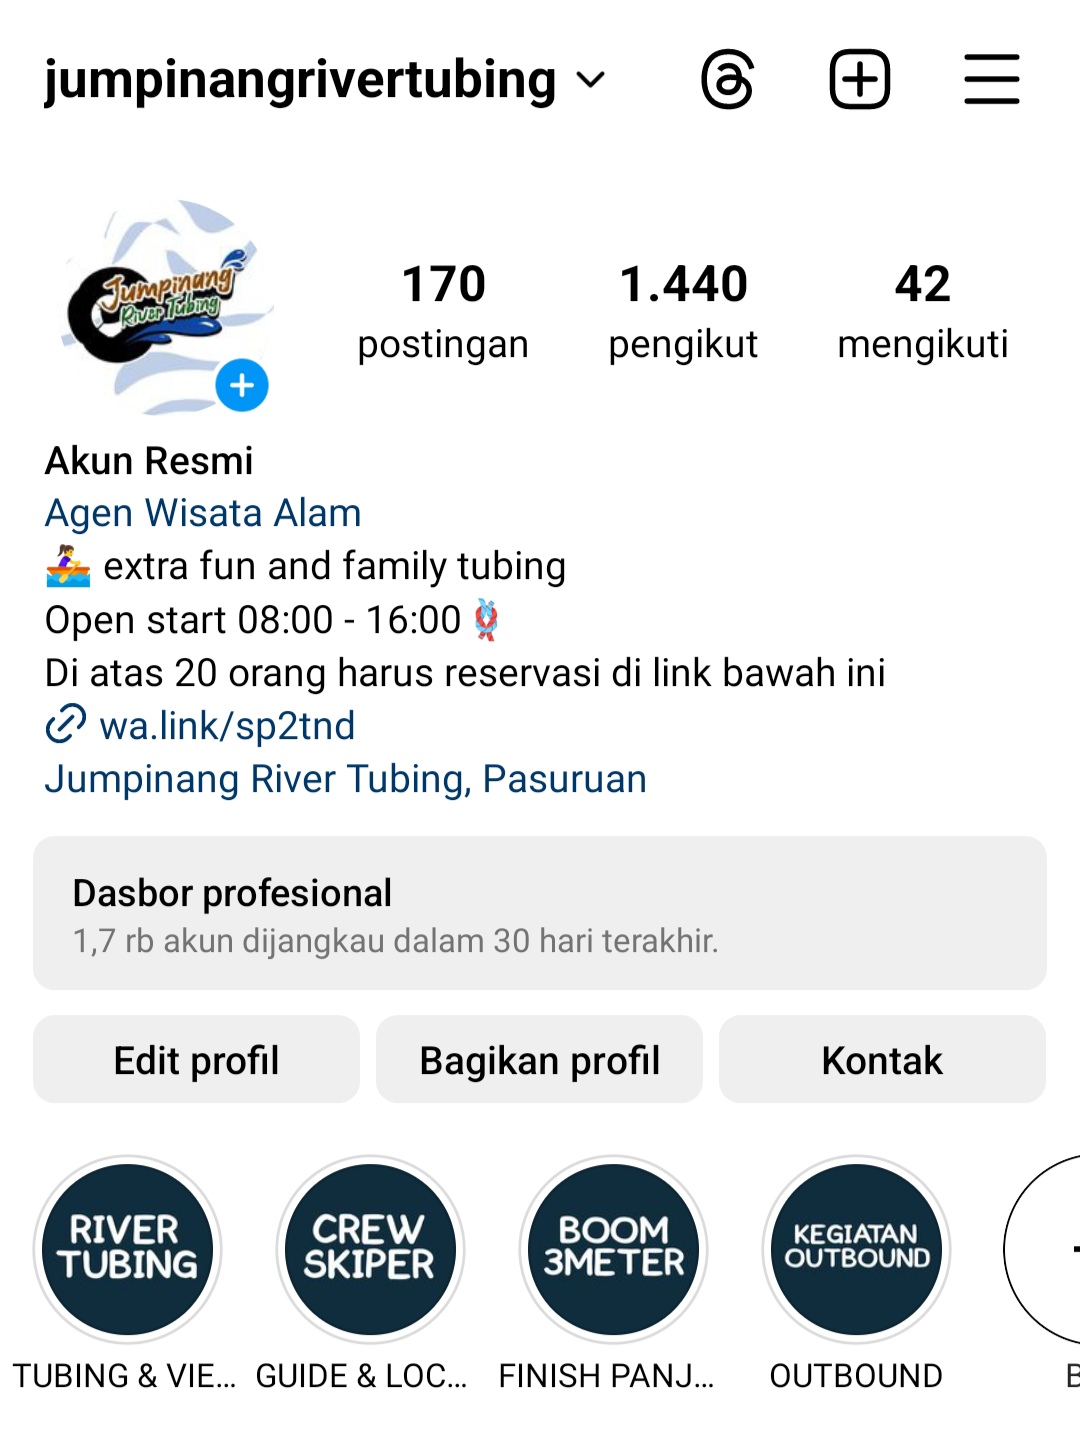 jumpinangrivertubing
Jumpinang
River Tubing
170
postingan
1.440
pengikut
42
mengikuti
Akun Resmi
Agen Wisata Alam
🚣‍♀️ extra fun and family tubing
Open start 08:00 - 16:00 🪢
Di atas 20 orang harus reservasi di link bawah ini
wa.link/sp2tnd
Jumpinang River Tubing, Pasuruan
Dasbor profesional
1,7 rb akun dijangkau dalam 30 hari terakhir.
Edit profil
Bagikan profil
Kontak
RIVER
TUBING
CREW
SKIPER
BOOM
3METER
KEGIATAN
OUTBOUND
TUBING & VIE...
GUIDE & LOC...
FINISH PANJ...
OUTBOUND